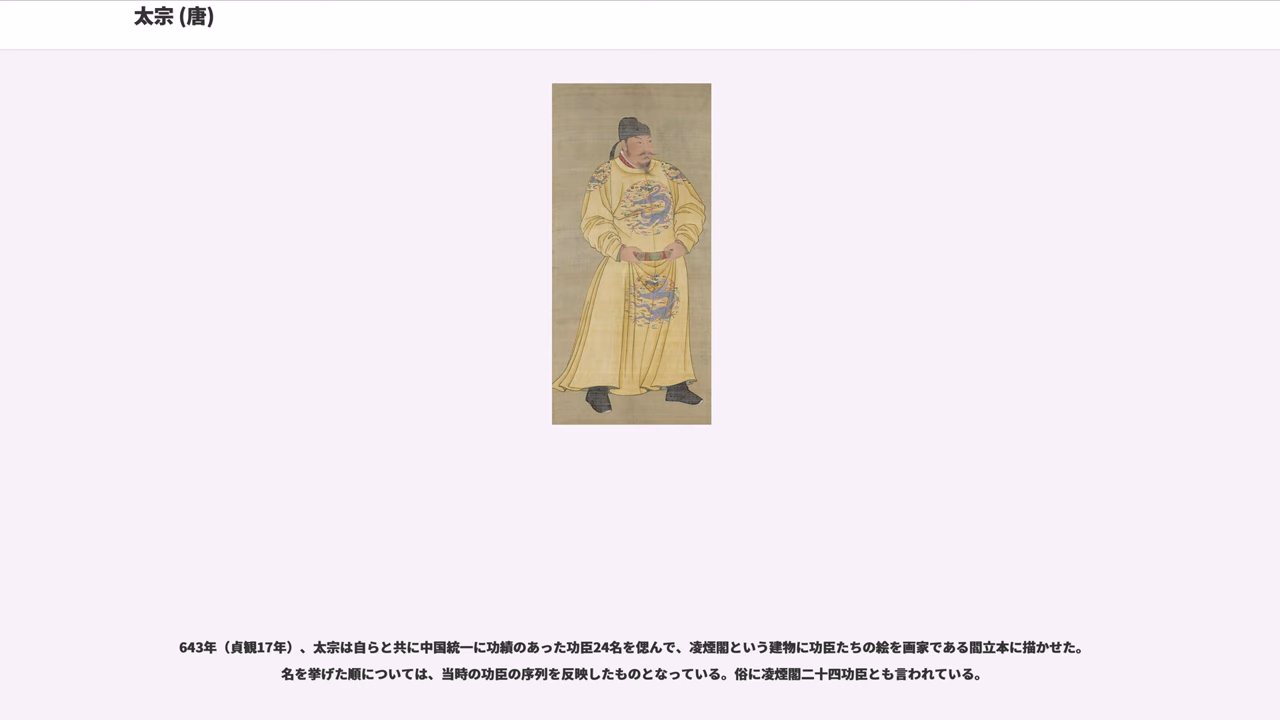 太宗 (唐)
643年（貞観17年）、太宗は自らと共に中国統一に功績のあった功臣24名を偲んで、凌煙閣という建物に功臣たちの絵を画家である閻立本に描かせた。
名を挙げた順については、当時の功臣の序列を反映したものとなっている。俗に凌煙閣二十四功臣とも言われている。